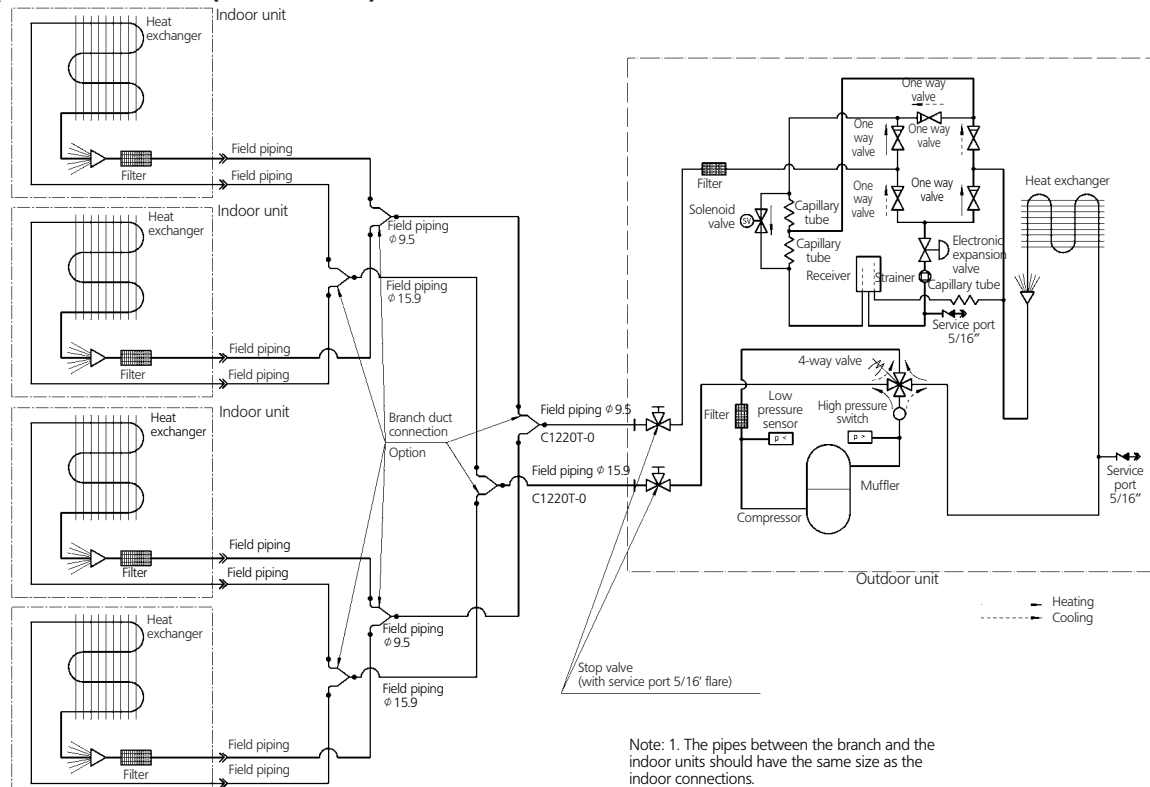 Indoor unit
Heat
exchanger
Filter
Field piping
Field piping
Indoor unit
Heat
exchanger
Filter
Field piping
Field piping
Indoor unit
Heat
exchanger
Filter
Field piping
Field piping
Heat
exchanger
Filter
Field piping
Field piping
Field piping
φ 9.5
Field piping
φ 15.9
Branch duct
connection
Option
Field piping
φ 9.5
Field piping
φ 15.9
Field piping φ 9.5
C1220T-0
Field piping φ 15.9
C1220T-0
Stop valve
(with service port 5/16' flare)
One way
valve
One
way
valve
One way
valve
One
way
valve
One way
valve
Filter
Solenoid
valve
SV
Capillary
tube
Capillary
tube
Receiver
Strainer
Electronic
expansion
valve
Capillary tube
Service port
5/16"
Heat exchanger
4-way valve
Filter
Low
pressure
sensor
P <
High pressure
switch
P >
Muffler
Compressor
Service
port
5/16"
Outdoor unit
Heating
Cooling
Note: 1. The pipes between the branch and the
indoor units should have the same size as the
indoor connections.